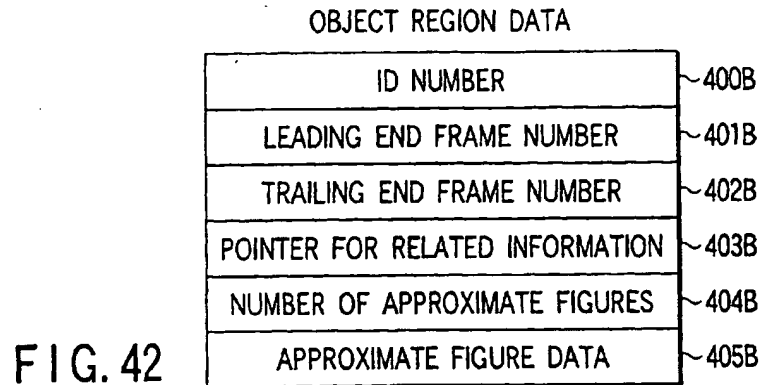 OBJECT REGION DATA
ID NUMBER ~400B
LEADING END FRAME NUMBER ~401B
TRAILING END FRAME NUMBER ~402B
POINTER FOR RELATED INFORMATION ~403B
NUMBER OF APPROXIMATE FIGURES ~404B
APPROXIMATE FIGURE DATA ~405B
FIG. 42